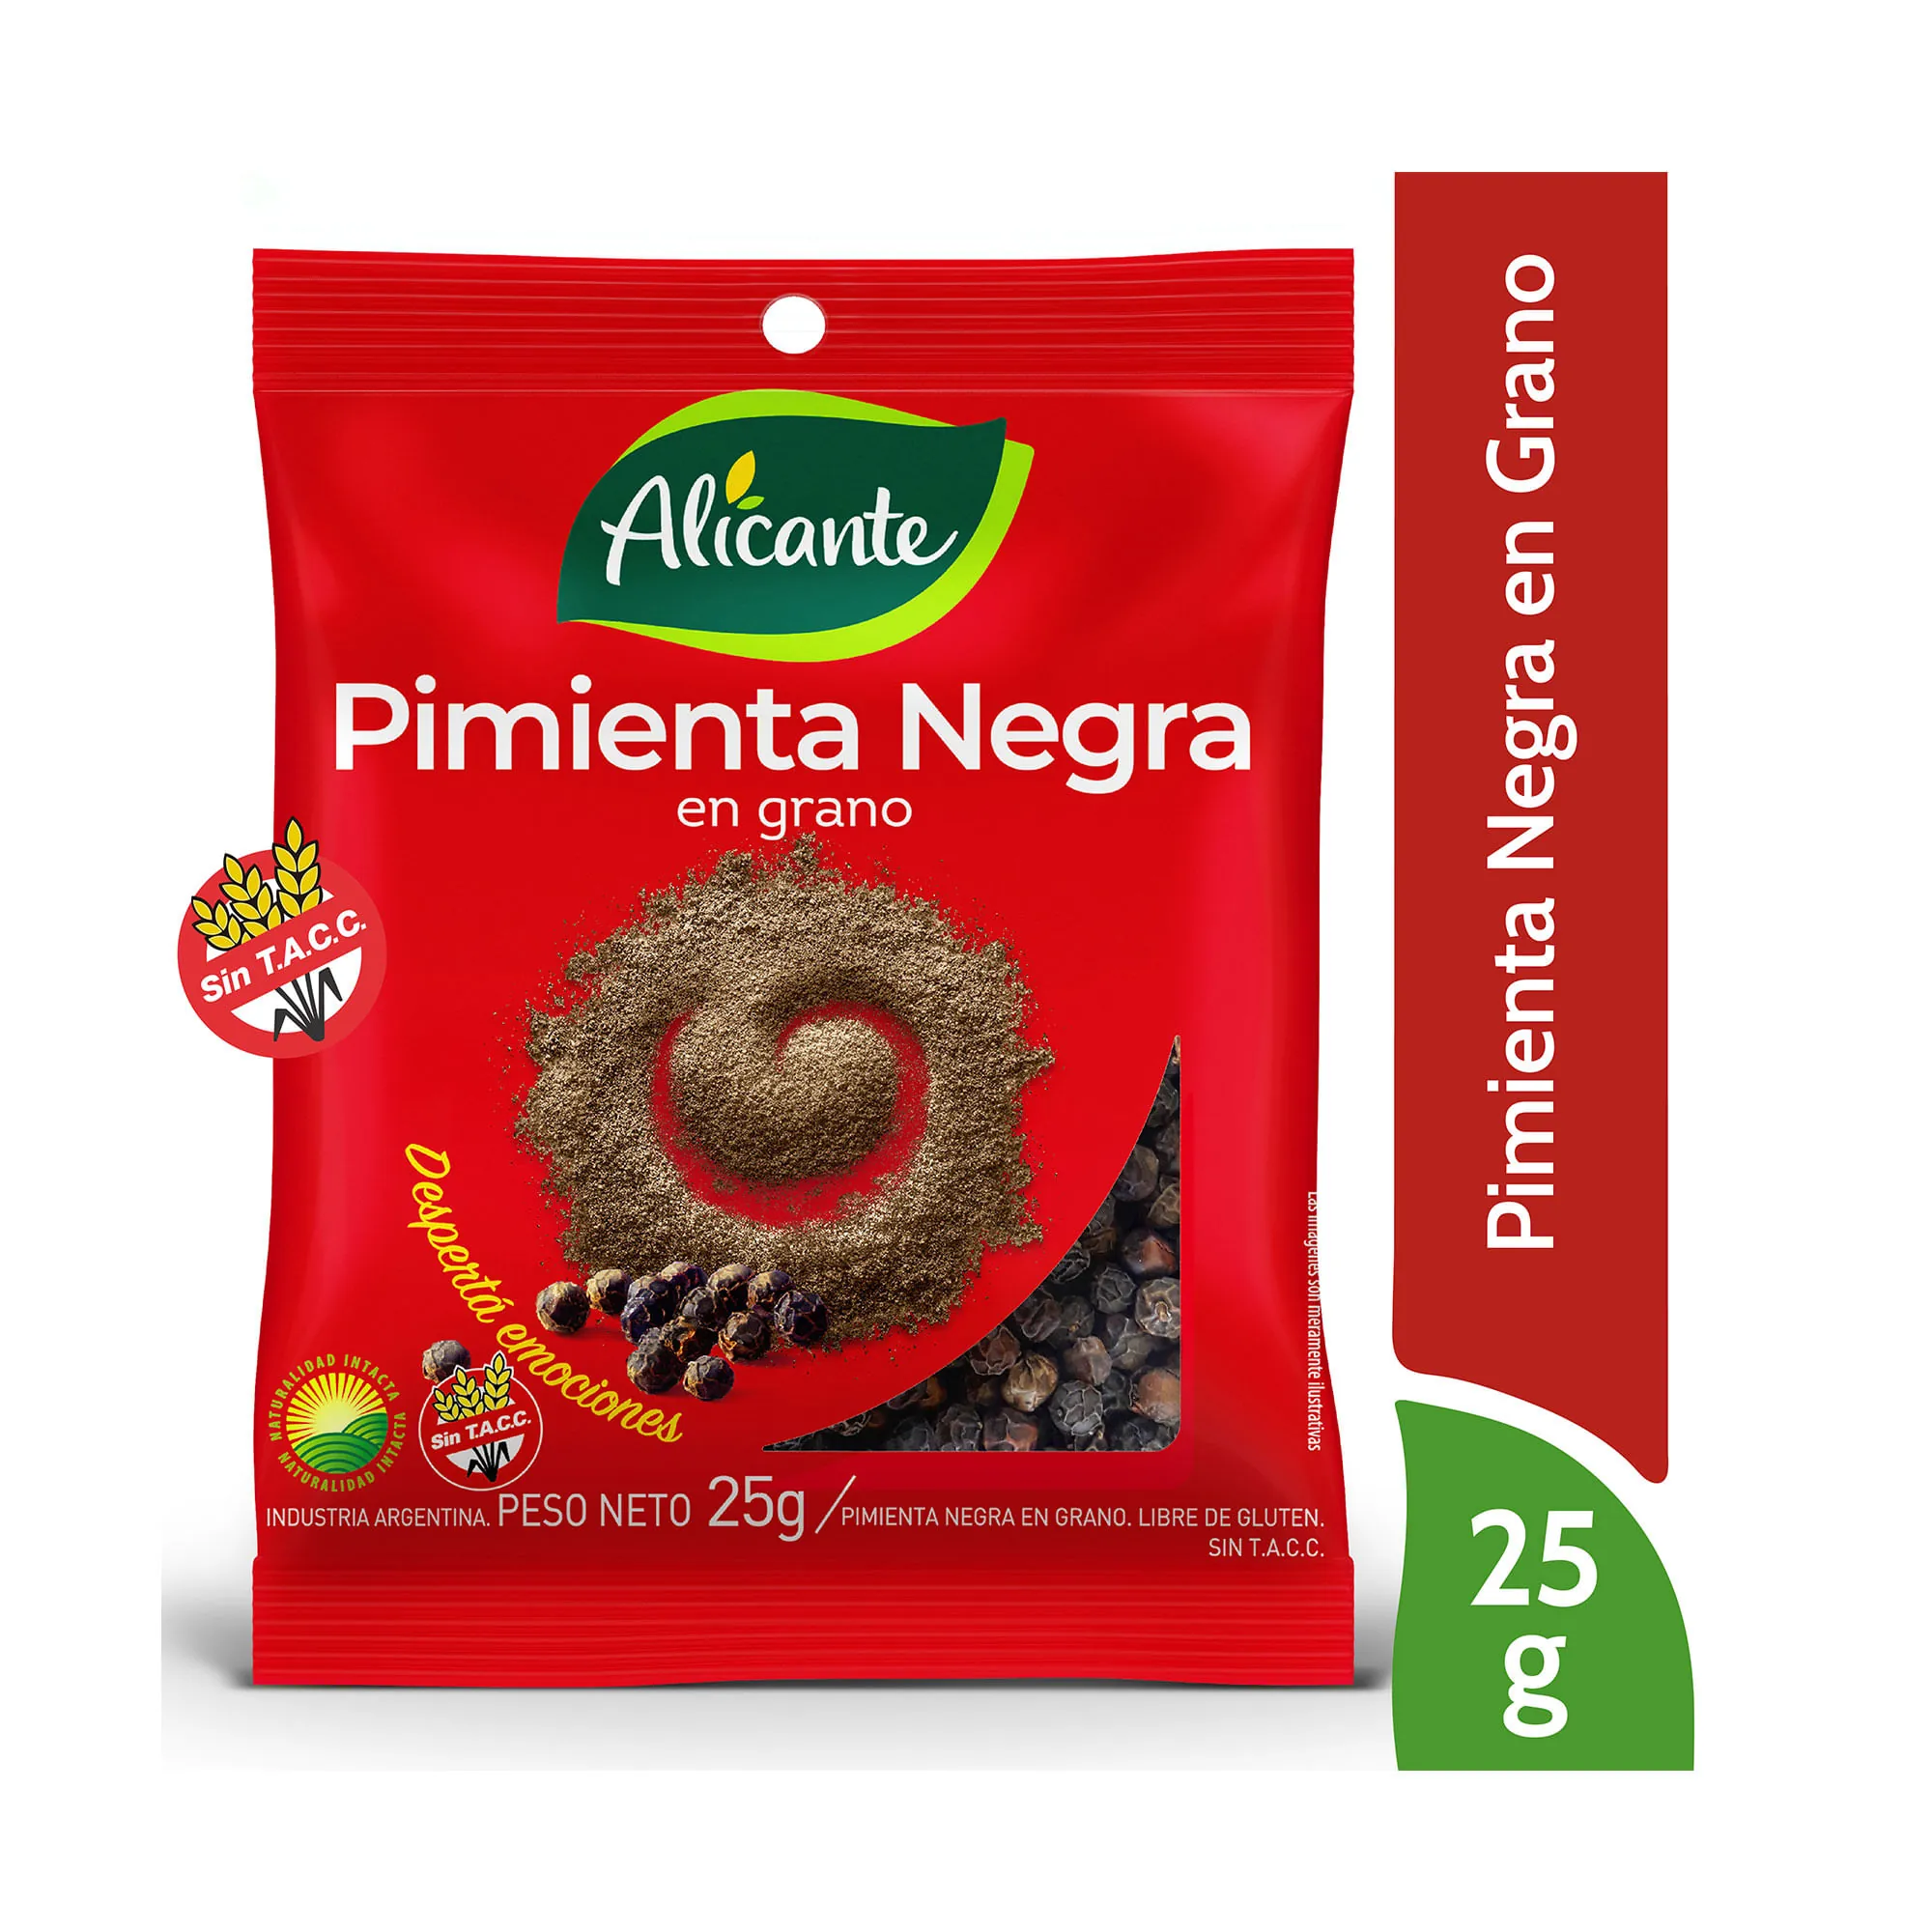 Alicante
Pimienta Negra
en grano
Sin T.A.C.C.
Despertá emociones
NATURALIDAD INTACTA
NATURALIDAD INTACTA
Sin T.A.C.C.
Las imágenes son meramente ilustrativas
INDUSTRIA ARGENTINA. PESO NETO 25g / PIMIENTA NEGRA EN GRANO. LIBRE DE GLUTEN.
SIN T.A.C.C.
Pimienta Negra en Grano
25
g